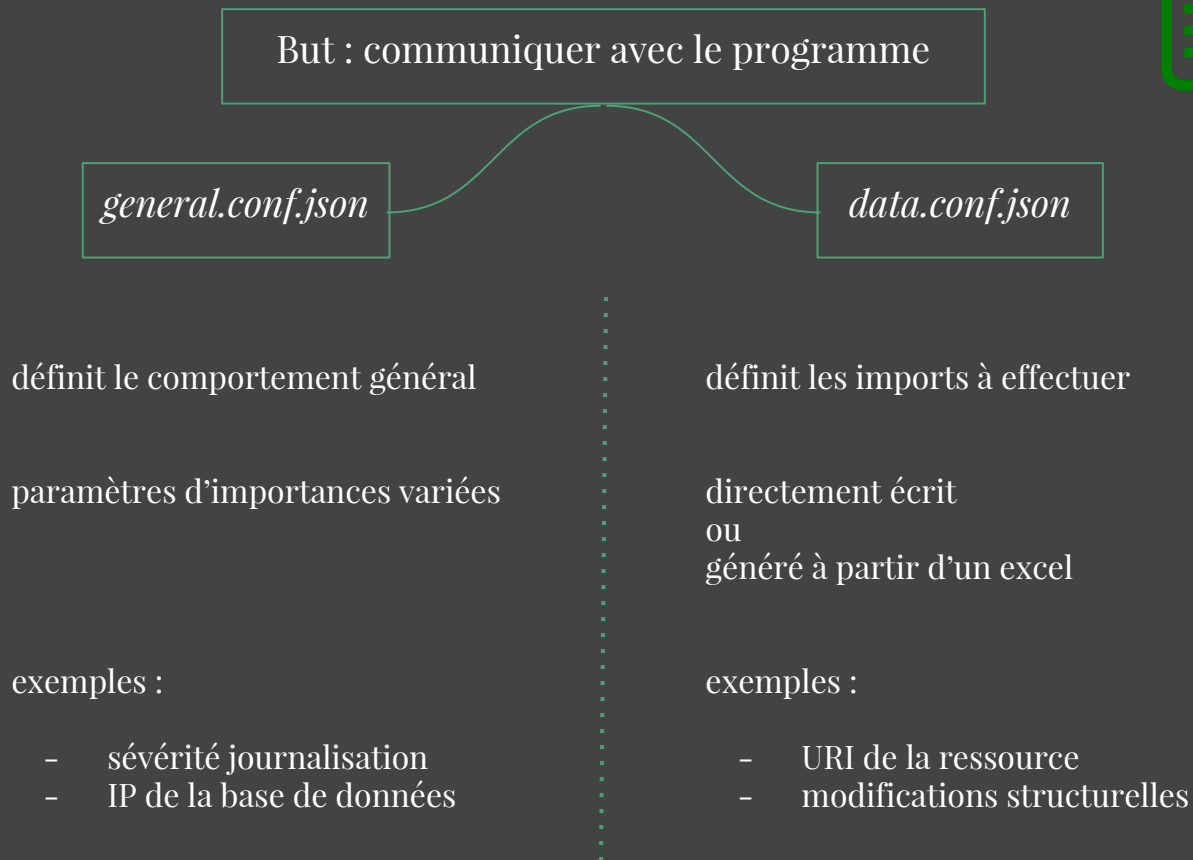 But : communiquer avec le programme
general.conf.json
data.conf.json
définit le comportement général
paramètres d’importances variées
exemples :
- sévérité journalisation
- IP de la base de données
définit les imports à effectuer
directement écrit
ou
généré à partir d’un excel
exemples :
- URI de la ressource
- modifications structurelles